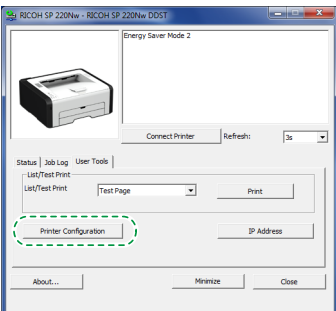 RICOH SP 220Nw - RICOH SP 220Nw DDST
Energy Saver Mode 2
Connect Printer Refresh: 3s
Status Job Log User Tools
List/Test Print
List/Test Print Test Page Print
Printer Configuration IP Address
About... Minimize Close